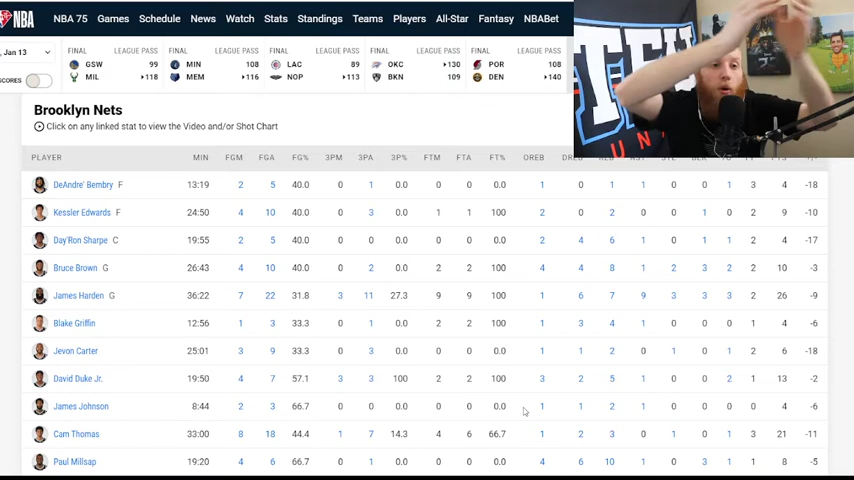 NBA NBA 75 Games Schedule News Watch Stats Standings Teams Players All-Star Fantasy NBABet
, Jan 13 FINAL LEAGUE PASS FINAL LEAGUE PASS FINAL LEAGUE PASS FINAL LEAGUE PASS FINAL LEAGUE PASS
GSW 99 MIN 108 LAC 89 OKC 130 POR 108
SCORES MIL 118 MEM 116 NOP 113 BKN 109 DEN 140
TFU
UNI
Brooklyn Nets
Click on any linked stat to view the Video and/or Shot Chart
PLAYER MIN FGM FGA FG% 3PM 3PA 3P% FTM FTA FT% OREB DREB REB
DeAndre' Bembry F 13:19 2 5 40.0 0 1 0.0 0 0 0.0 1 0 1 1 0 0 1 3 4 -18
Kessler Edwards F 24:50 4 10 40.0 0 3 0.0 1 1 100 2 0 2 0 0 1 0 2 9 -10
Day'Ron Sharpe C 19:55 2 5 40.0 0 0 0.0 0 0 0.0 2 4 6 1 0 1 1 2 4 -17
Bruce Brown G 26:43 4 10 40.0 0 2 0.0 2 2 100 4 4 8 1 2 3 2 2 10 -3
James Harden G 36:22 7 22 31.8 3 11 27.3 9 9 100 1 6 7 9 3 3 3 2 26 -9
Blake Griffin 12:56 1 3 33.3 0 1 0.0 2 2 100 1 3 4 1 0 0 0 1 4 -6
Jevon Carter 25:01 3 9 33.3 0 3 0.0 0 0 0.0 1 1 2 0 1 0 1 2 6 -18
David Duke Jr. 19:50 4 7 57.1 3 3 100 2 2 100 3 2 5 1 0 0 2 1 13 -2
James Johnson 8:44 2 3 66.7 0 0 0.0 0 0 0.0 1 1 2 1 0 0 0 0 4 -6
Cam Thomas 33:00 8 18 44.4 1 7 14.3 4 6 66.7 1 2 3 0 1 0 1 3 21 -11
Paul Millsap 19:20 4 6 66.7 0 1 0.0 0 0 0.0 4 6 10 1 0 3 1 1 8 -5